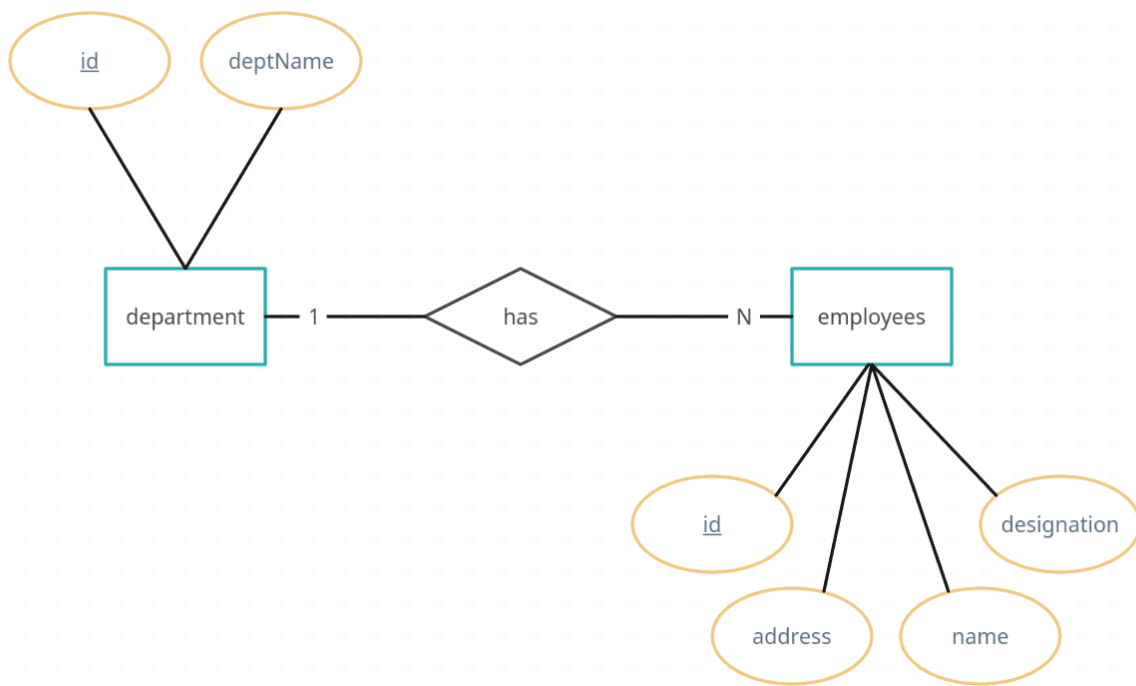 id
deptName
department
1
has
N
employees
id
designation
address
name